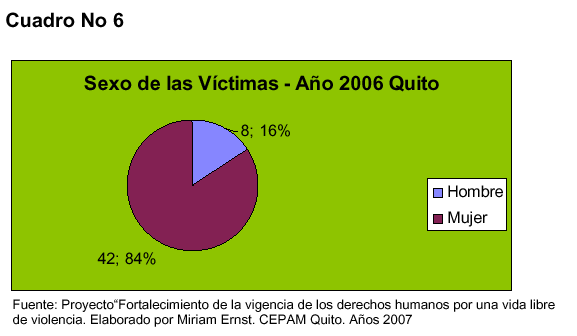 Cuadro No 6
Sexo de las Víctimas - Año 2006 Quito
8; 16%
42; 84%
Hombre
Mujer
Fuente: Proyecto“Fortalecimiento de la vigencia de los derechos humanos por una vida libre
de violencia. Elaborado por Miriam Ernst. CEPAM Quito. Años 2007